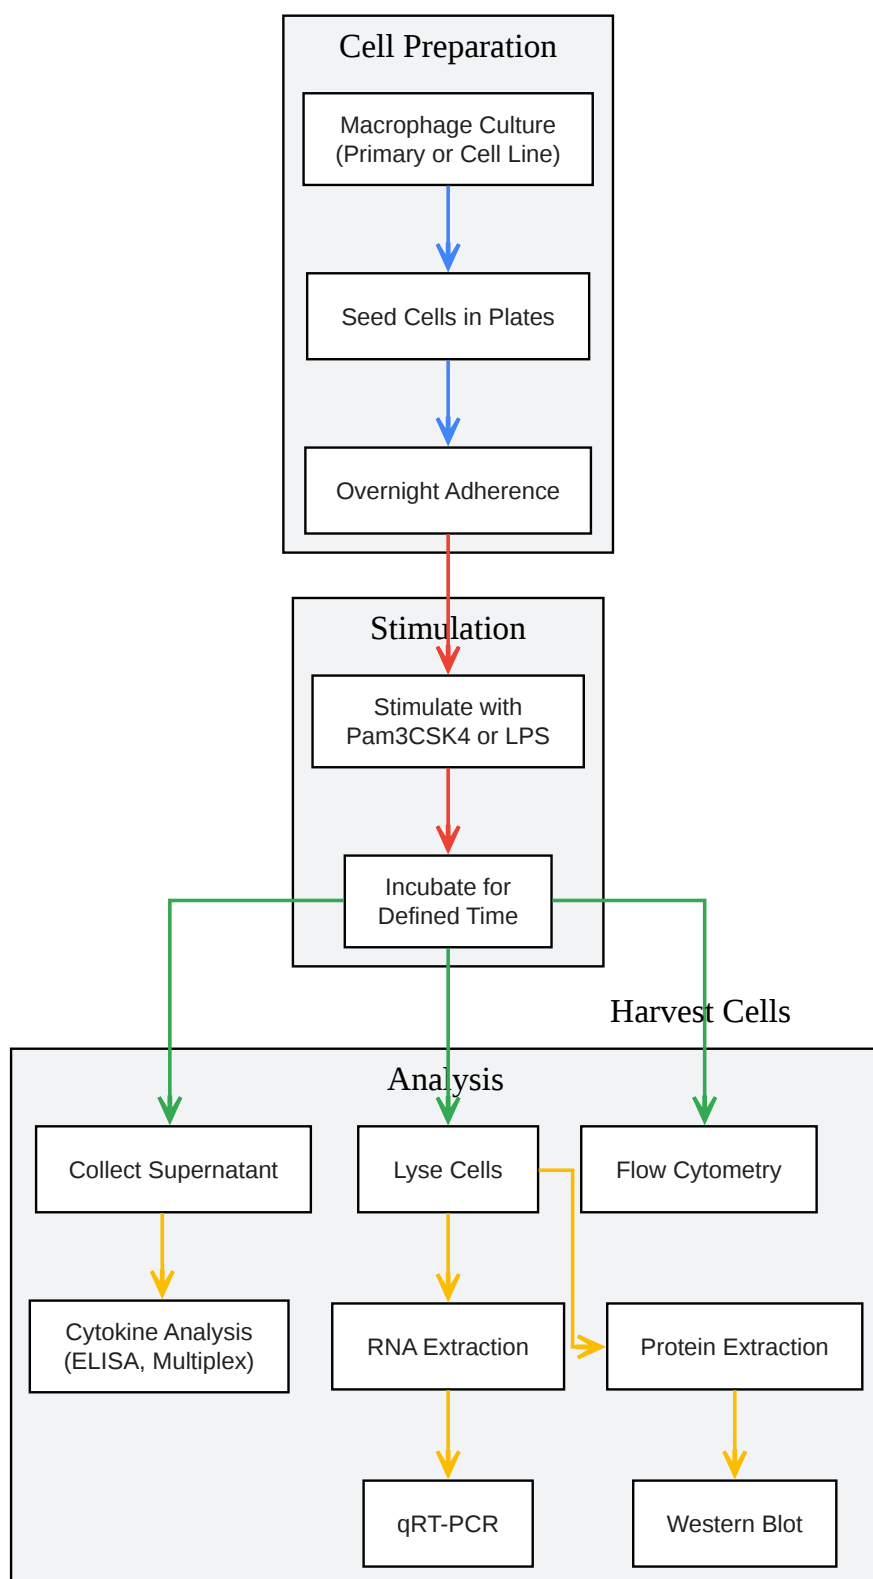 Cell Preparation
Macrophage Culture
(Primary or Cell Line)
Seed Cells in Plates
Overnight Adherence
Stimulation
Stimulate with
Pam3CSK4 or LPS
Incubate for
Defined Time
Harvest Cells
Analysis
Collect Supernatant
Lyse Cells
Flow Cytometry
Cytokine Analysis
(ELISA, Multiplex)
RNA Extraction
Protein Extraction
qRT-PCR
Western Blot